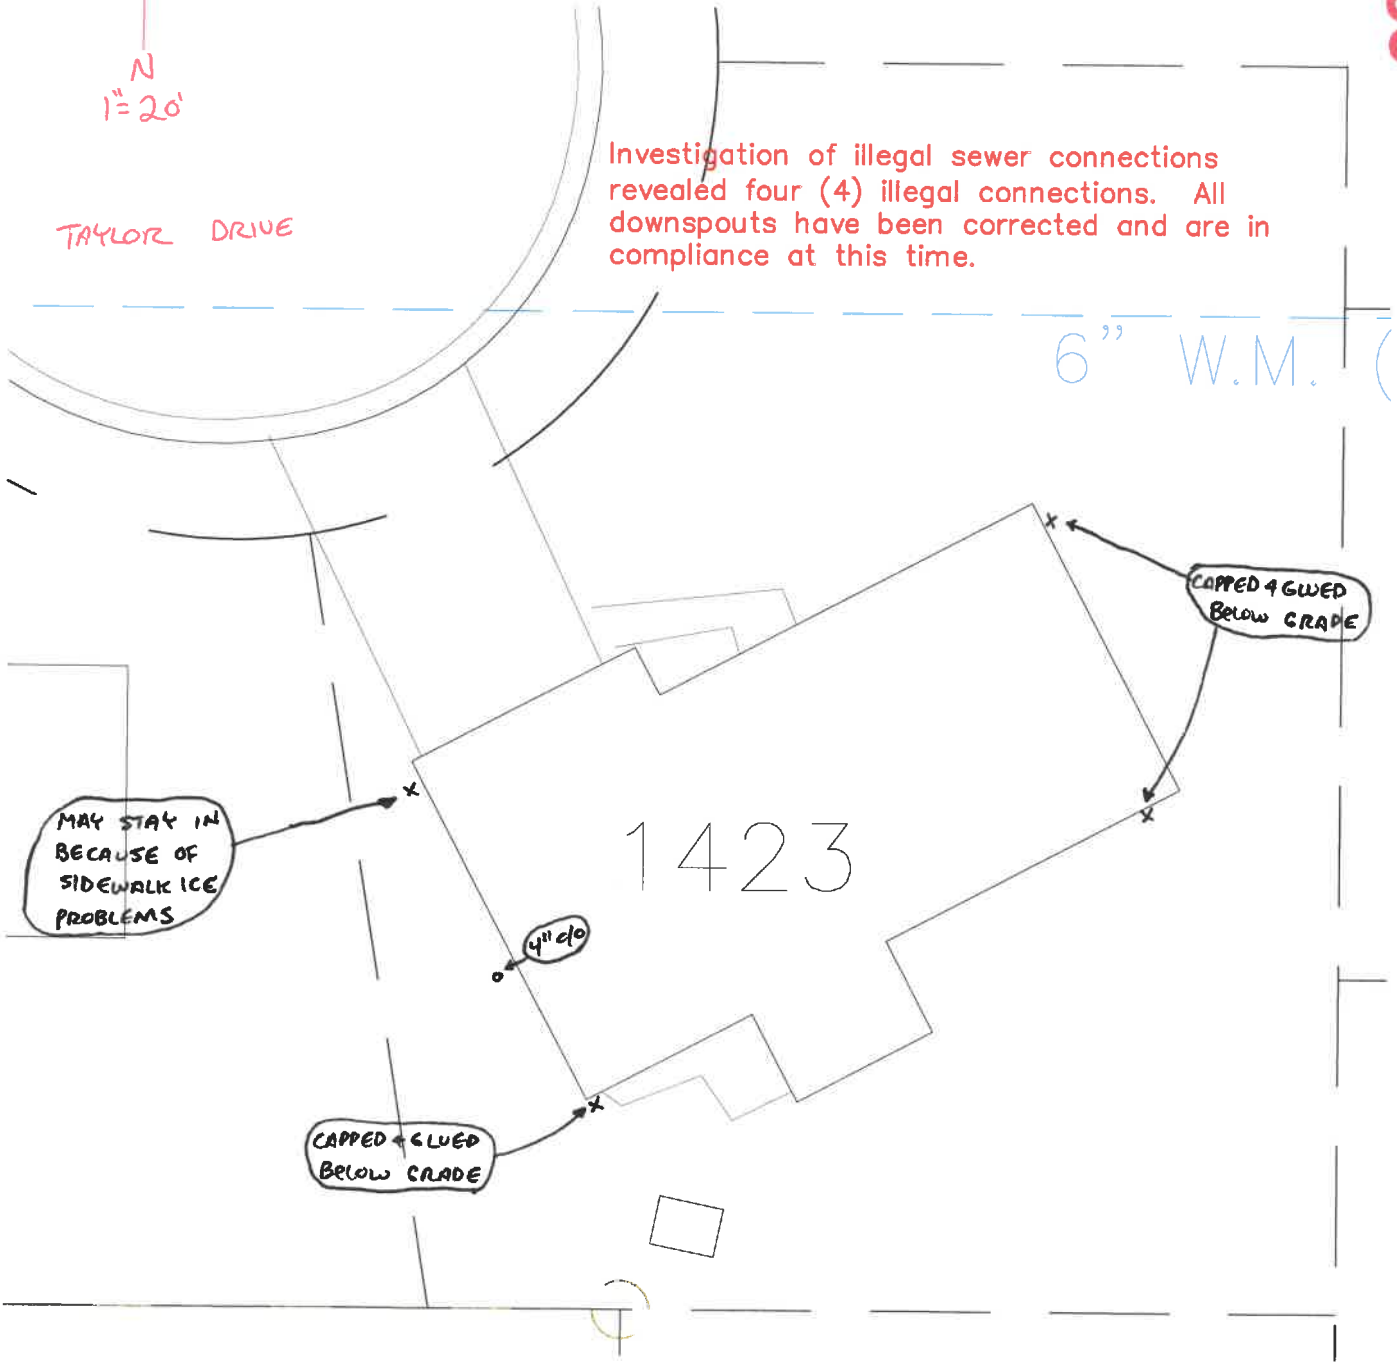 N
1"=20'
TAYLOR DRIVE
Investigation of illegal sewer connections
revealed four (4) illegal connections. All
downspouts have been corrected and are in
compliance at this time.
6" W.M. (
CAPPED & GLUED
BELOW GRADE
MAY STAY IN
BECAUSE OF
SIDEWALK ICE
PROBLEMS
1423
4" c/o
CAPPED & GLUED
BELOW GRADE